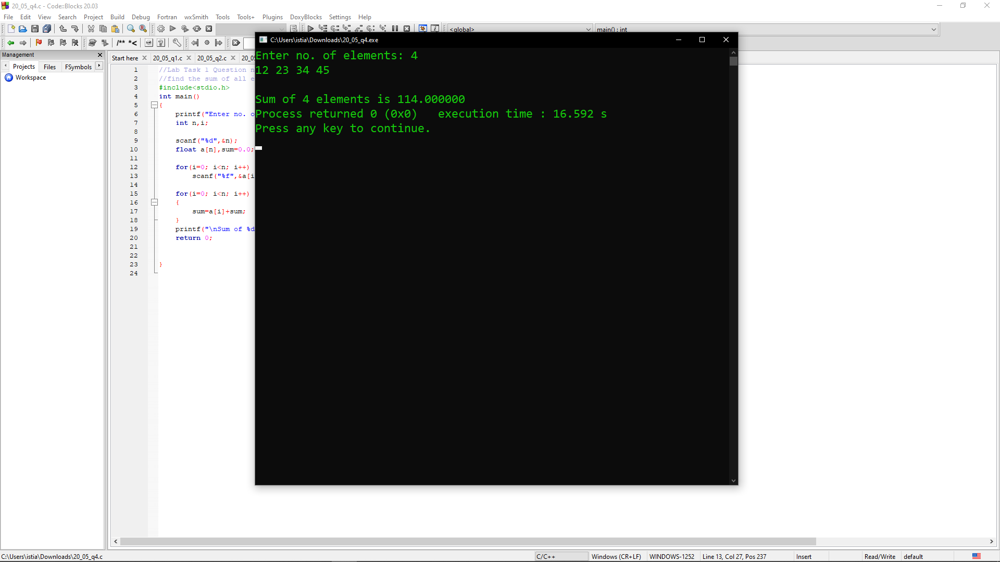 20_05_q4.c - Code::Blocks 20.03
File Edit View Search Project Build Debug Fortran wxSmith Tools Tools+ Plugins DoxyBlocks Settings Help
<global> main() : int
/** *<
Management
Projects Files FSymbols
Workspace
Start here 20_05_q1.c 20_05_q2.c 20_05
1 //Lab Task 1 Question n
2 //find the sum of all e
3 #include<stdio.h>
4 int main()
5 {
6 printf("Enter no. o
7 int n,i;
8
9 scanf("%d",&n);
10 float a[n],sum=0.0;
11
12 for(i=0; i<n; i++)
13 scanf("%f",&a[i
14
15 for(i=0; i<n; i++)
16 {
17 sum=a[i]+sum;
18 }
19 printf("\nSum of %d
20 return 0;
21
22
23 }
24
C:\Users\istia\Downloads\20_05_q4.exe
Enter no. of elements: 4
12 23 34 45
Sum of 4 elements is 114.000000
Process returned 0 (0x0) execution time : 16.592 s
Press any key to continue.
C:\Users\istia\Downloads\20_05_q4.c C/C++ Windows (CR+LF) WINDOWS-1252 Line 13, Col 27, Pos 237 Insert Read/Write default